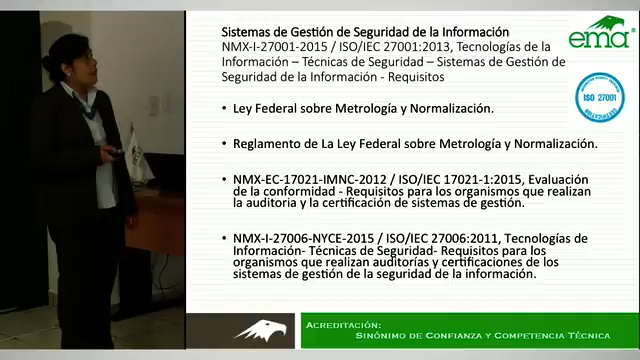 Sistemas de Gestión de Seguridad de la Información
NMX-I-27001-2015 / ISO/IEC 27001:2013, Tecnologías de la
Información – Técnicas de Seguridad – Sistemas de Gestión de
Seguridad de la Información - Requisitos
ema
ISO 27001
• Ley Federal sobre Metrología y Normalización.
• Reglamento de La Ley Federal sobre Metrología y Normalización.
• NMX-EC-17021-IMNC-2012 / ISO/IEC 17021-1:2015, Evaluación
de la conformidad - Requisitos para los organismos que realizan
la auditoria y la certificación de sistemas de gestión.
• NMX-I-27006-NYCE-2015 / ISO/IEC 27006:2011, Tecnologías de
Información- Técnicas de Seguridad- Requisitos para los
organismos que realizan auditorías y certificaciones de los
sistemas de gestión de la seguridad de la información.
Acreditación:
Sinónimo de Confianza y Competencia Técnica